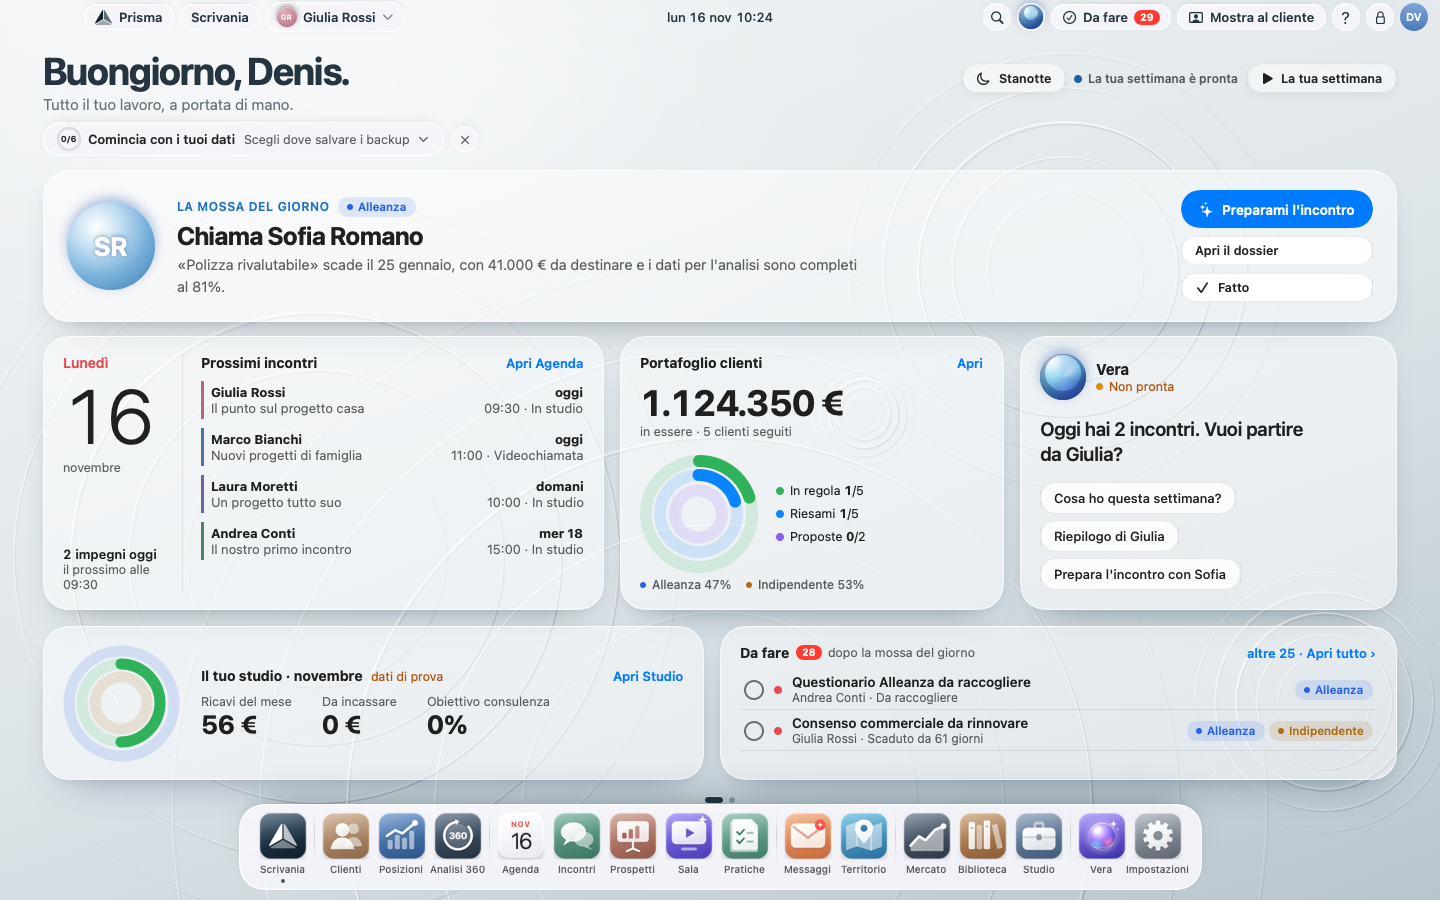 Prisma
Scrivania
GR Giulia Rossi
lun 16 nov 10:24
Da fare 29
Mostra al cliente
?
DV
Buongiorno, Denis.
Tutto il tuo lavoro, a portata di mano.
Stanotte
La tua settimana è pronta
La tua settimana
0/6 Comincia con i tuoi dati Scegli dove salvare i backup
SR
LA MOSSA DEL GIORNO Alleanza
Chiama Sofia Romano
«Polizza rivalutabile» scade il 25 gennaio, con 41.000 € da destinare e i dati per l'analisi sono completi
al 81%.
Preparami l'incontro
Apri il dossier
Fatto
Lunedì
16
novembre
2 impegni oggi
il prossimo alle
09:30
Prossimi incontri Apri Agenda
Giulia Rossi oggi
Il punto sul progetto casa 09:30 · In studio
Marco Bianchi oggi
Nuovi progetti di famiglia 11:00 · Videochiamata
Laura Moretti domani
Un progetto tutto suo 10:00 · In studio
Andrea Conti mer 18
Il nostro primo incontro 15:00 · In studio
Portafoglio clienti Apri
1.124.350 €
in essere · 5 clienti seguiti
In regola 1/5
Riesami 1/5
Proposte 0/2
Alleanza 47% Indipendente 53%
Vera
Non pronta
Oggi hai 2 incontri. Vuoi partire
da Giulia?
Cosa ho questa settimana?
Riepilogo di Giulia
Prepara l'incontro con Sofia
Il tuo studio · novembre dati di prova Apri Studio
Ricavi del mese Da incassare Obiettivo consulenza
56 € 0 € 0%
Da fare 28 dopo la mossa del giorno altre 25 · Apri tutto ›
Questionario Alleanza da raccogliere
Andrea Conti · Da raccogliere
Alleanza
Consenso commerciale da rinnovare
Giulia Rossi · Scaduto da 61 giorni
Alleanza Indipendente
360
NOV
16
Scrivania Clienti Posizioni Analisi 360 Agenda Incontri Prospetti Sala Pratiche Messaggi Territorio Mercato Biblioteca Studio Vera Impostazioni